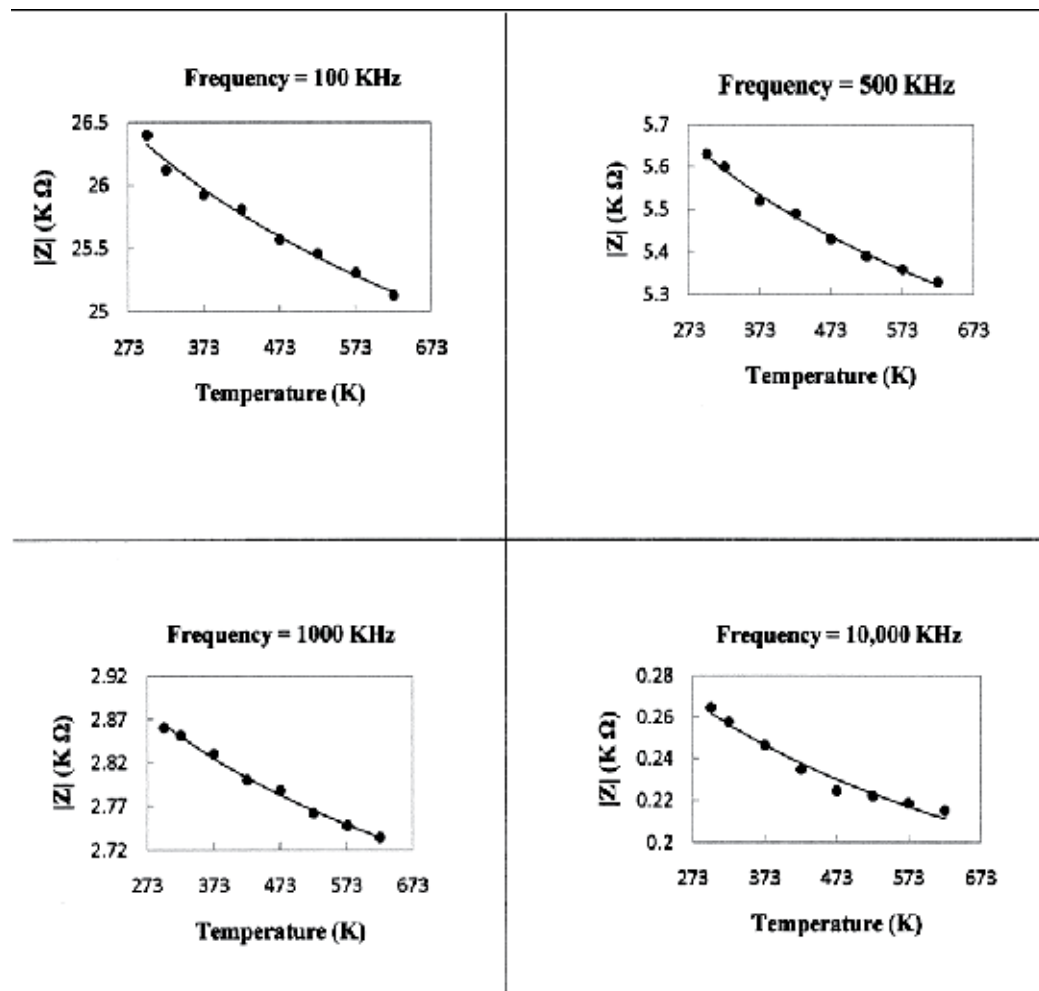 Frequency = 100 KHz
26.5
26
25.5
25
|Z| (K Ω)
273 373 473 573 673
Temperature (K)
Frequency = 500 KHz
5.7
5.6
5.5
5.4
5.3
|Z| (K Ω)
273 373 473 573 673
Temperature (K)
Frequency = 1000 KHz
2.92
2.87
2.82
2.77
2.72
|Z| (K Ω)
273 373 473 573 673
Temperature (K)
Frequency = 10,000 KHz
0.28
0.26
0.24
0.22
0.2
|Z| (K Ω)
273 373 473 573 673
Temperature (K)